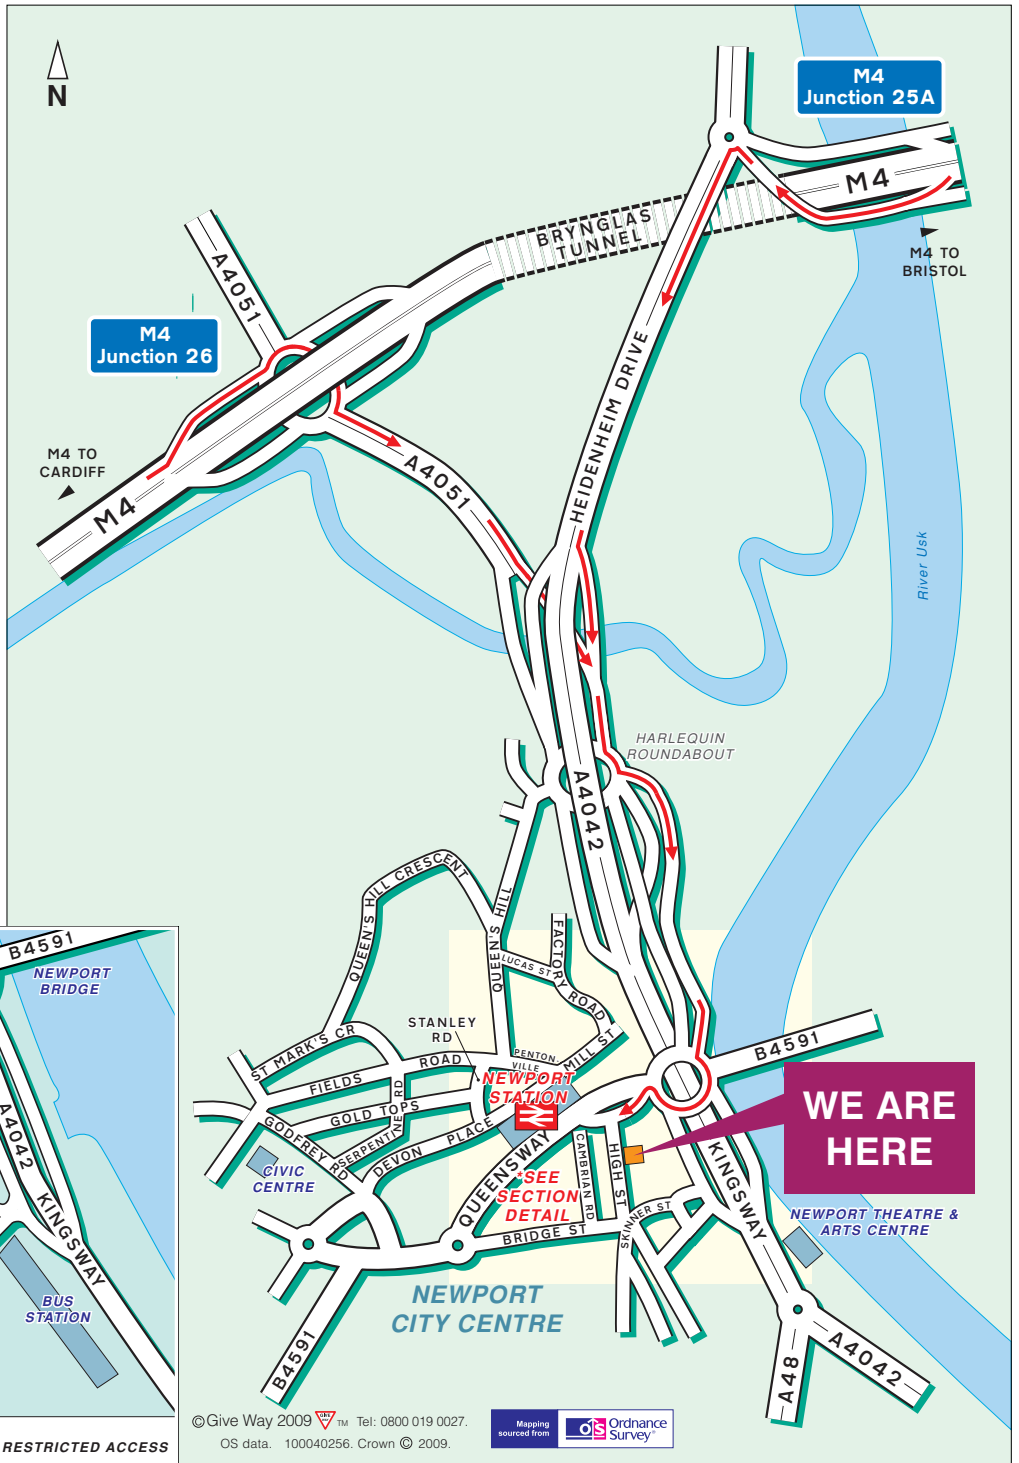 N
M4
Junction 25A
M4
BRYNGLAS
TUNNEL
M4 TO
BRISTOL
A4051
M4
Junction 26
HEIDENHEIM DRIVE
M4 TO
CARDIFF
A4051
M4
River Usk
HARLEQUIN
ROUNDABOUT
A4042
QUEEN'S HILL CRESCENT
QUEEN'S HILL
FACTORY ROAD
LUCAS ST
B4591
NEWPORT
BRIDGE
STANLEY
RD
ST MARK'S CR
PENTON-
VILLE
MILL ST
B4591
FIELDS ROAD
NEWPORT
STATION
GOLD TOPS
SERPENTINE RD
GODFREY RD
DEVON PLACE
WE ARE
HERE
A4042
KINGSWAY
CIVIC
CENTRE
QUEENSWAY
CAMBRIAN RD
HIGH ST
KINGSWAY
*SEE
SECTION
DETAIL
SKINNER ST
BRIDGE ST
NEWPORT THEATRE &
ARTS CENTRE
BUS
STATION
NEWPORT
CITY CENTRE
B4591
A48
A4042
©Give Way 2009 TM Tel: 0800 019 0027.
OS data. 100040256. Crown © 2009.
Mapping
sourced from
OS Ordnance
Survey®
RESTRICTED ACCESS